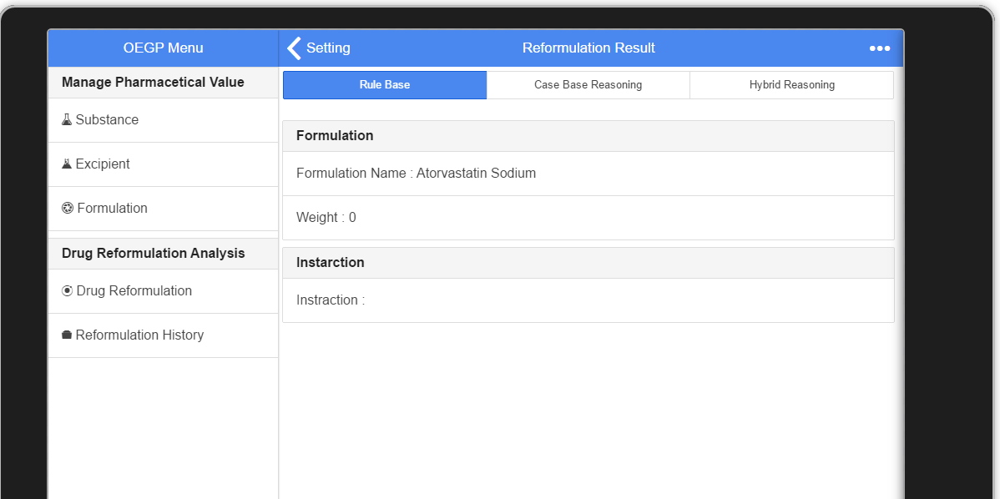 OEGP Menu
Manage Pharmacetical Value
Substance
Excipient
Formulation
Drug Reformulation Analysis
Drug Reformulation
Reformulation History
Setting
Reformulation Result
Rule Base
Case Base Reasoning
Hybrid Reasoning
Formulation
Formulation Name : Atorvastatin Sodium
Weight : 0
Instarction
Instraction :